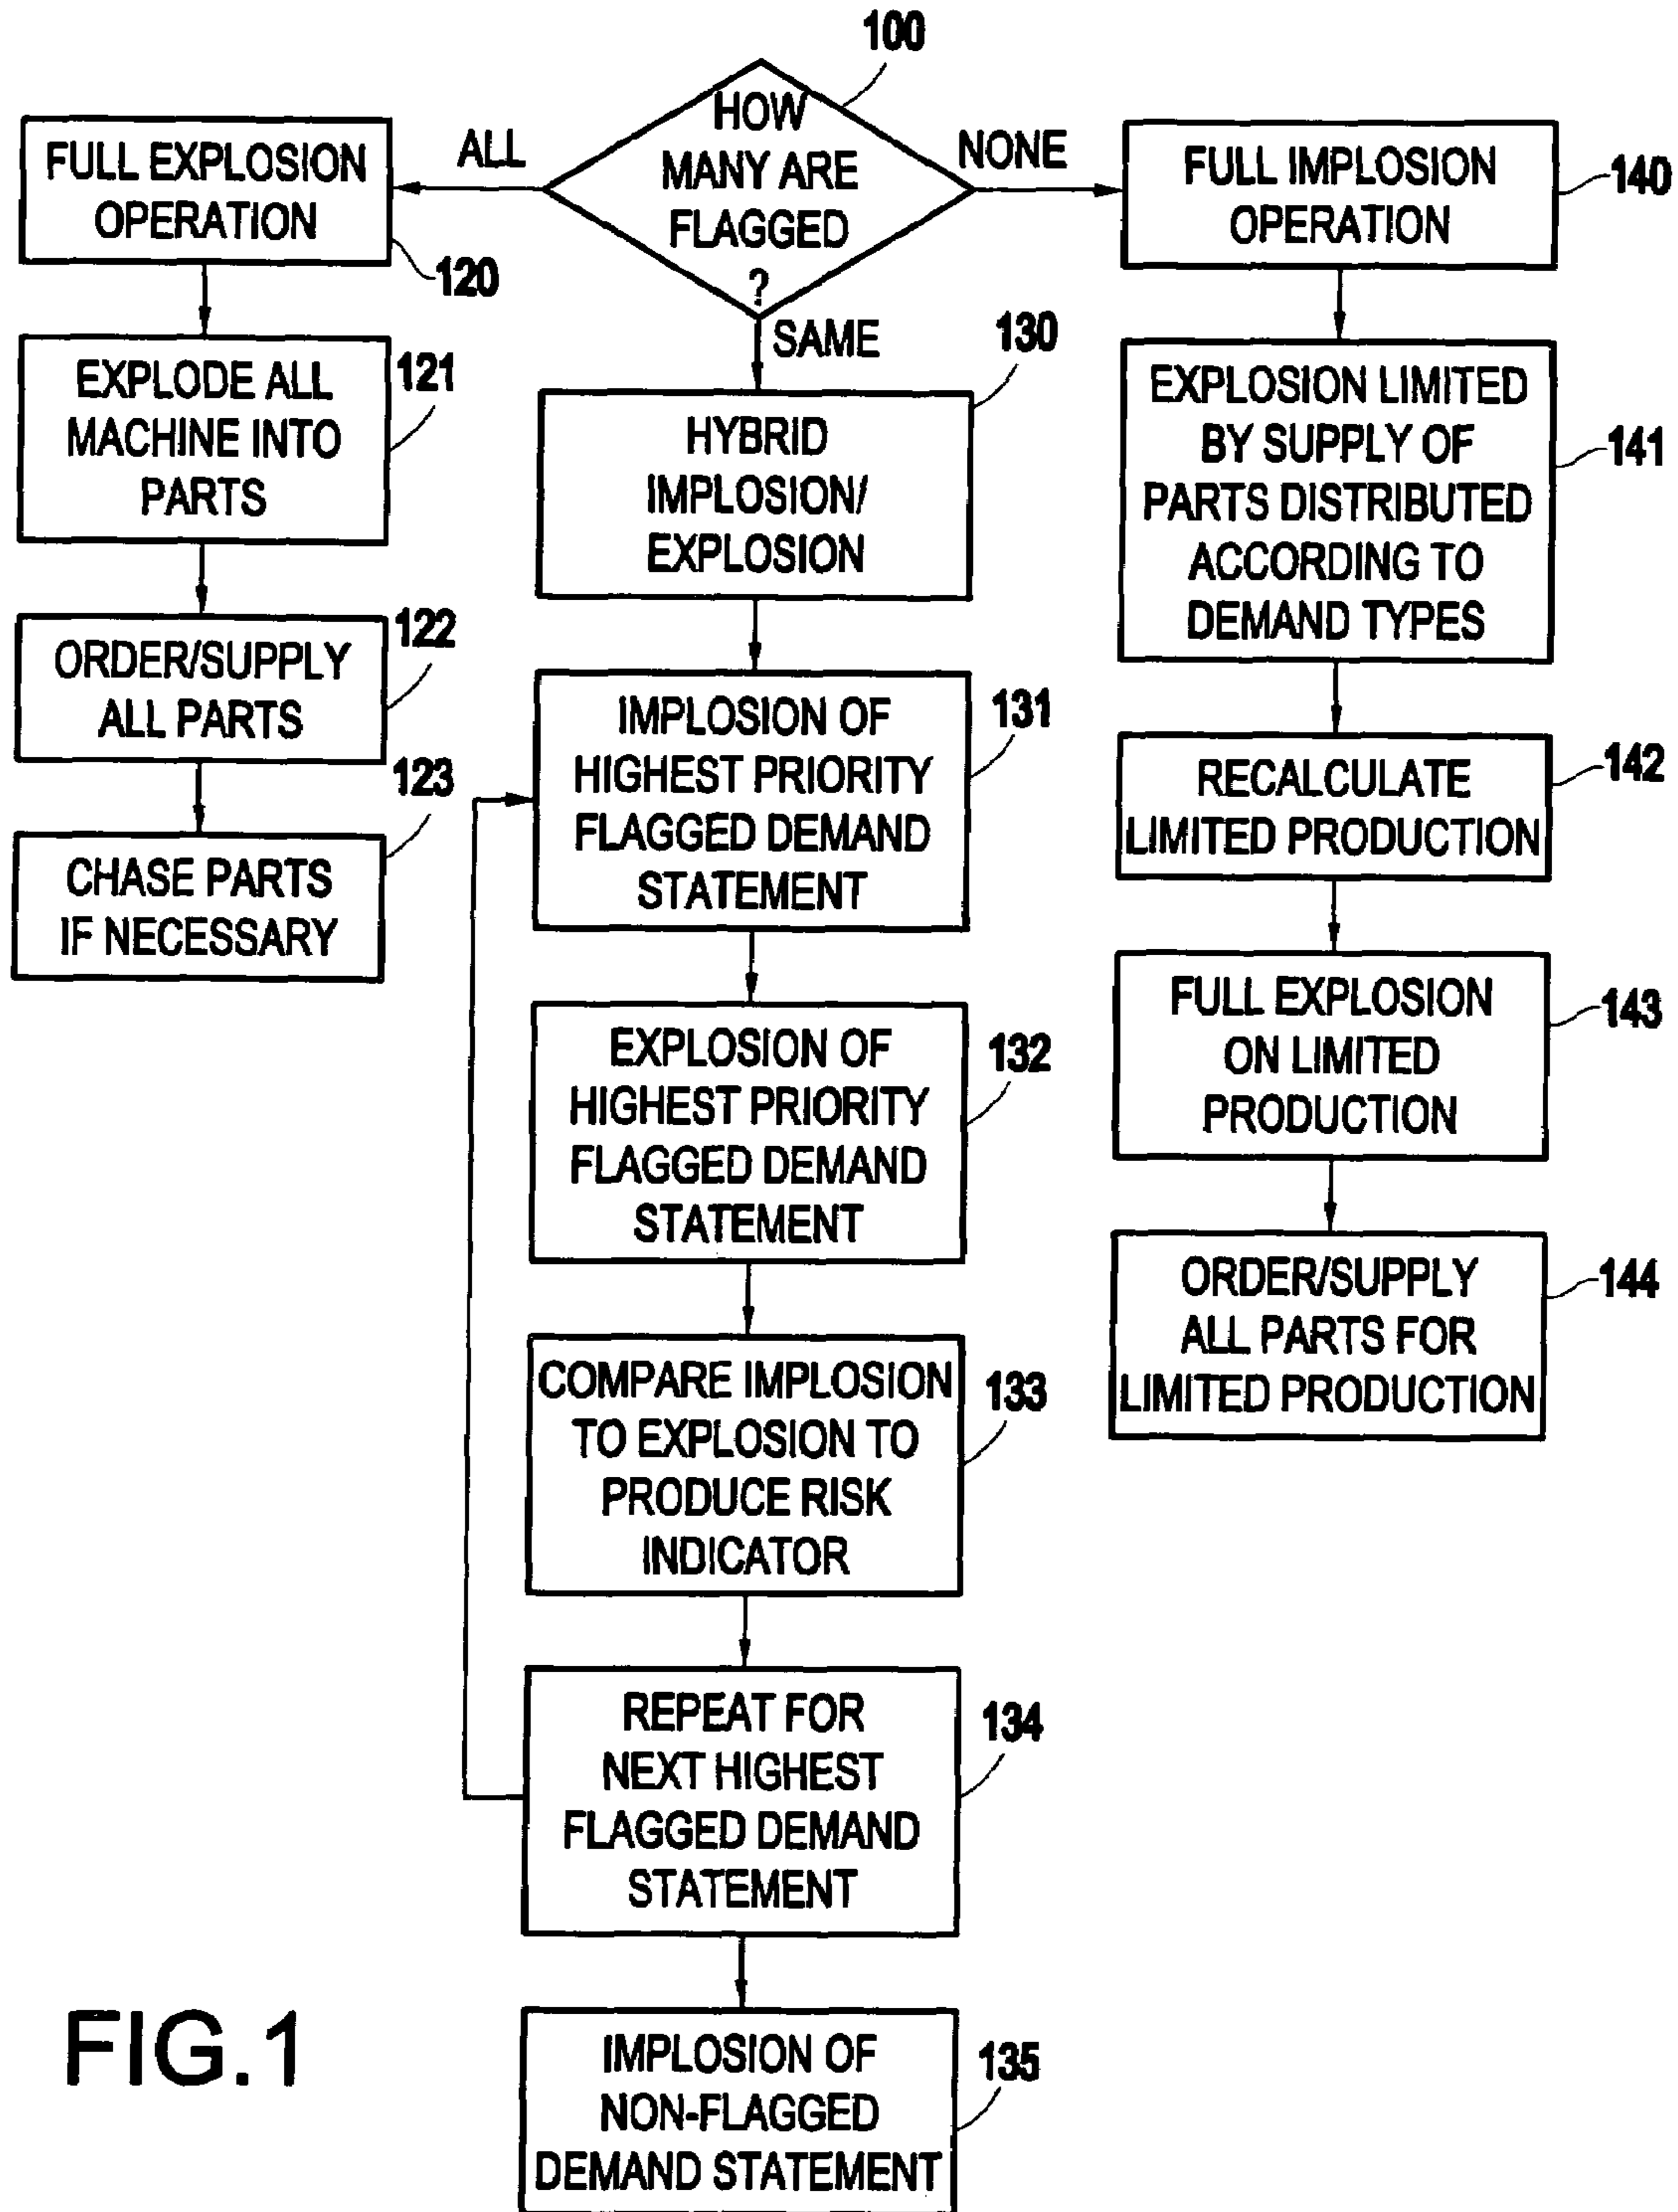 100
HOW
MANY ARE
FLAGGED
?
ALL
NONE
SAME
FULL EXPLOSION
OPERATION
120
EXPLODE ALL
MACHINE INTO
PARTS
121
ORDER/SUPPLY
ALL PARTS
122
CHASE PARTS
IF NECESSARY
123
130
HYBRID
IMPLOSION/
EXPLOSION
IMPLOSION OF
HIGHEST PRIORITY
FLAGGED DEMAND
STATEMENT
131
EXPLOSION OF
HIGHEST PRIORITY
FLAGGED DEMAND
STATEMENT
132
COMPARE IMPLOSION
TO EXPLOSION TO
PRODUCE RISK
INDICATOR
133
REPEAT FOR
NEXT HIGHEST
FLAGGED DEMAND
STATEMENT
134
IMPLOSION OF
NON-FLAGGED
DEMAND STATEMENT
135
FULL IMPLOSION
OPERATION
140
EXPLOSION LIMITED
BY SUPPLY OF
PARTS DISTRIBUTED
ACCORDING TO
DEMAND TYPES
141
RECALCULATE
LIMITED PRODUCTION
142
FULL EXPLOSION
ON LIMITED
PRODUCTION
143
ORDER/SUPPLY
ALL PARTS FOR
LIMITED PRODUCTION
144
FIG.1